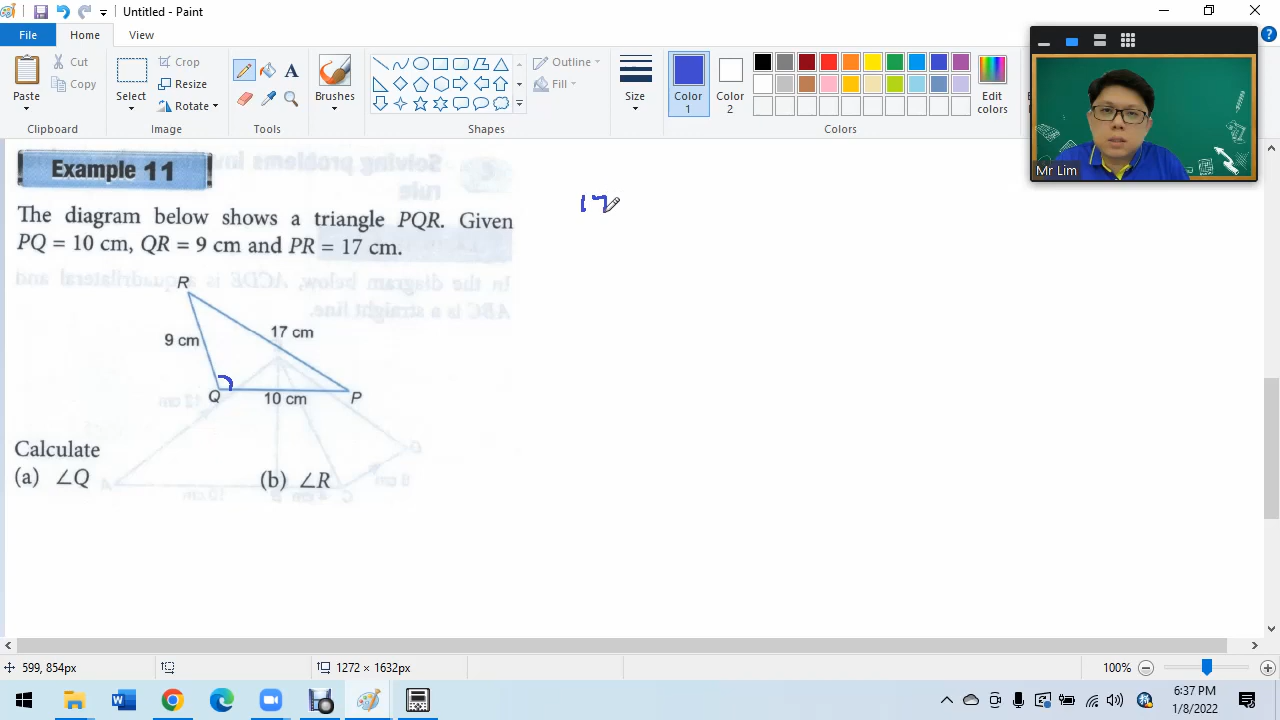 Untitled - Paint
File
Home
View
Paste
Cut
Copy
Clipboard
Select
Crop
Resize
Rotate
Image
A
Tools
Brushes
Shapes
Outline
Fill
Size
Color 1
Color 2
Edit colors
Colors
Mr Lim
Example 11
The diagram below shows a triangle PQR. Given
PQ = 10 cm, QR = 9 cm and PR = 17 cm.
R
17 cm
9 cm
Q
10 cm
P
Calculate
(a) ∠Q
(b) ∠R
17
599, 854px
1272 × 1632px
100%
6:37 PM
1/8/2022